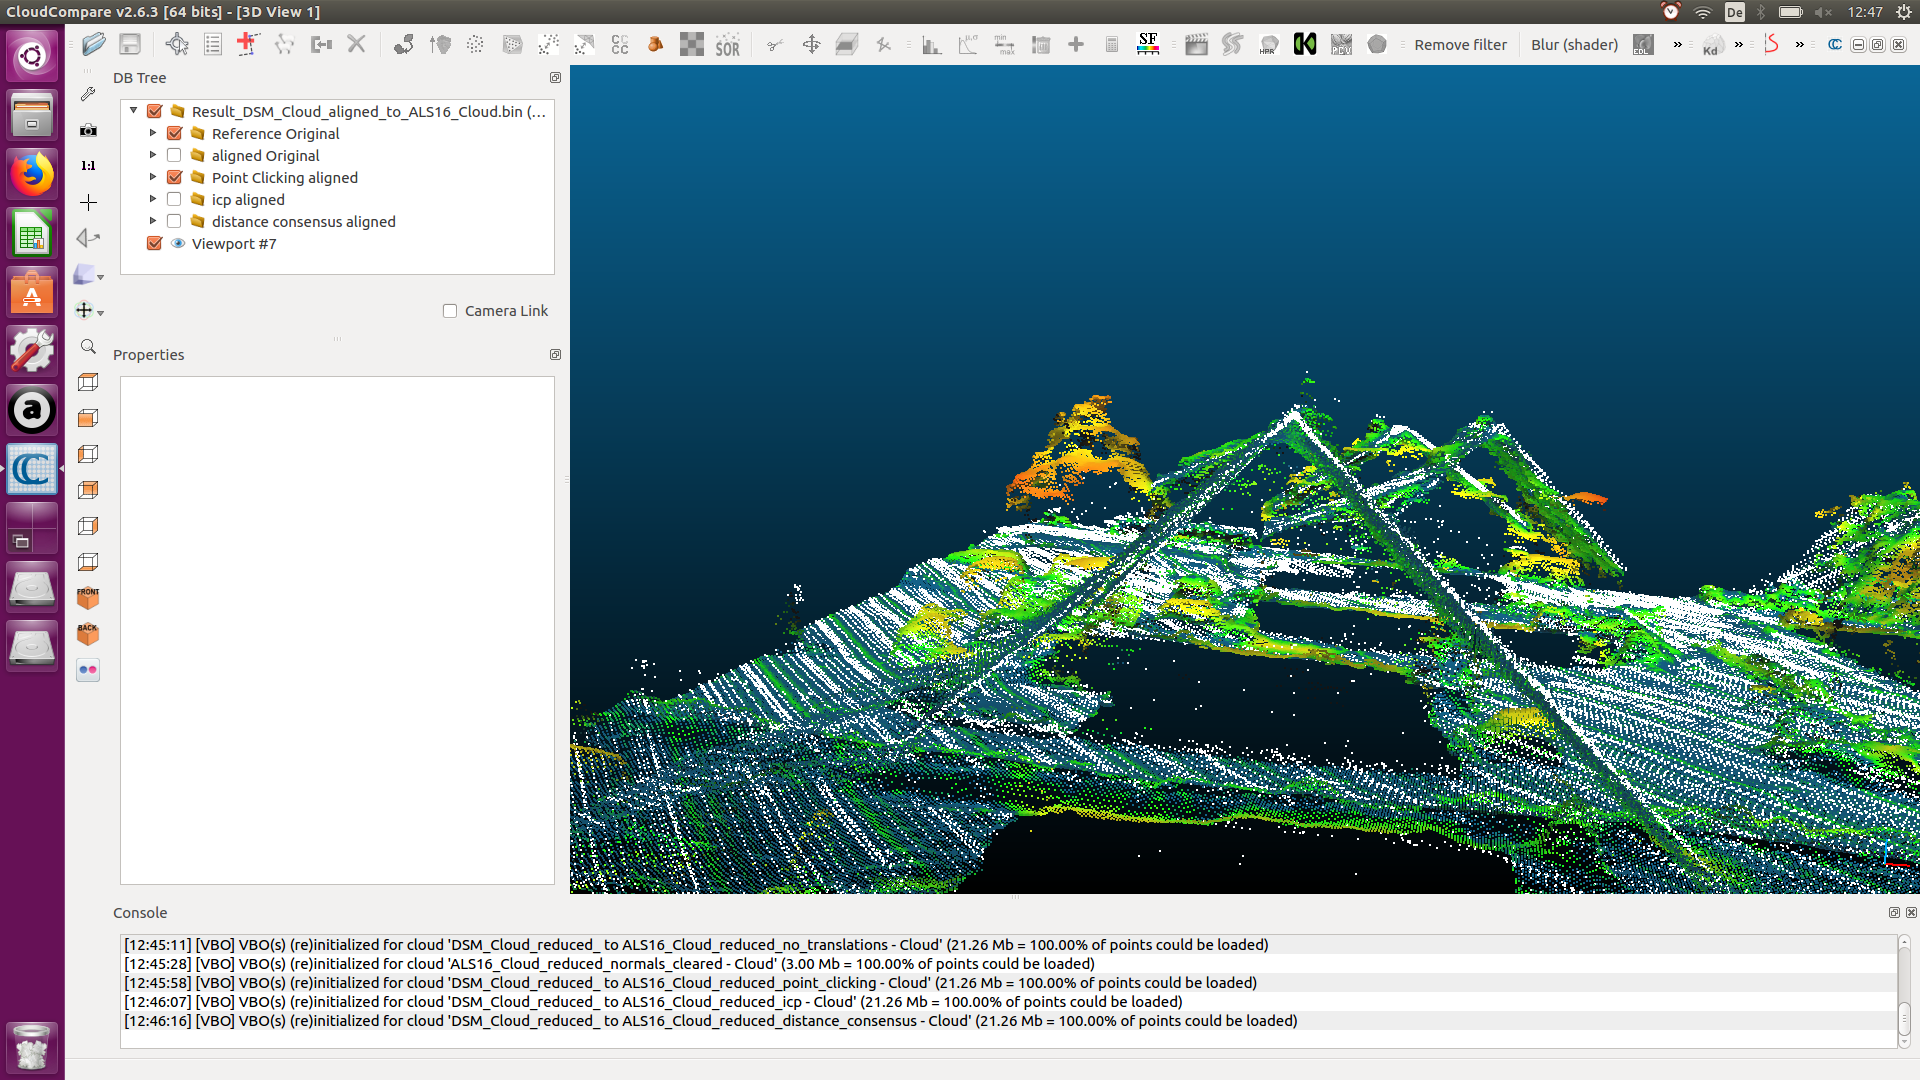 CloudCompare v2.6.3 [64 bits] - [3D View 1]
De
12:47
1:1
CC
CC
SOR
min
max
SF
HPR
PCV
Remove filter
Blur (shader)
EDL
»
Kd
»
»
DB Tree
Result_DSM_Cloud_aligned_to_ALS16_Cloud.bin (...
Reference Original
aligned Original
Point Clicking aligned
icp aligned
distance consensus aligned
Viewport #7
Camera Link
Properties
FRONT
BACK
Console
[12:45:11] [VBO] VBO(s) (re)initialized for cloud 'DSM_Cloud_reduced_ to ALS16_Cloud_reduced_no_translations - Cloud' (21.26 Mb = 100.00% of points could be loaded)
[12:45:28] [VBO] VBO(s) (re)initialized for cloud 'ALS16_Cloud_reduced_normals_cleared - Cloud' (3.00 Mb = 100.00% of points could be loaded)
[12:45:58] [VBO] VBO(s) (re)initialized for cloud 'DSM_Cloud_reduced_ to ALS16_Cloud_reduced_point_clicking - Cloud' (21.26 Mb = 100.00% of points could be loaded)
[12:46:07] [VBO] VBO(s) (re)initialized for cloud 'DSM_Cloud_reduced_ to ALS16_Cloud_reduced_icp - Cloud' (21.26 Mb = 100.00% of points could be loaded)
[12:46:16] [VBO] VBO(s) (re)initialized for cloud 'DSM_Cloud_reduced_ to ALS16_Cloud_reduced_distance_consensus - Cloud' (21.26 Mb = 100.00% of points could be loaded)